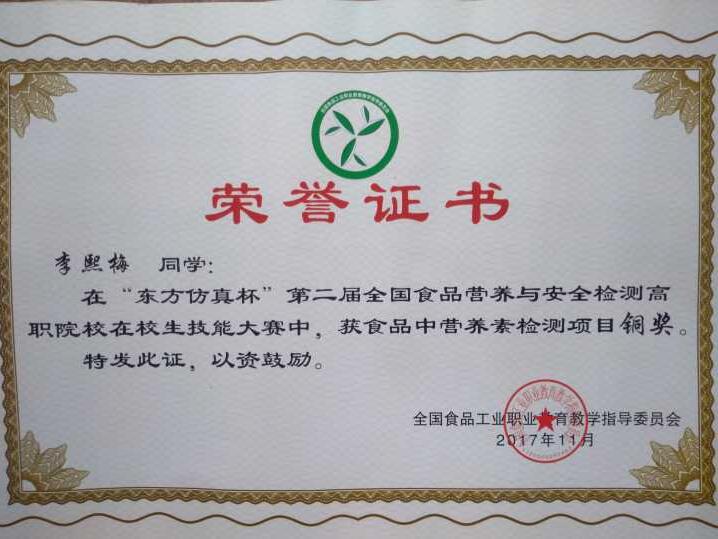 荣誉证书
李熙梅 同学:
在“东方仿真杯”第二届全国食品营养与安全检测高
职院校在校生技能大赛中，获食品中营养素检测项目铜奖。
特发此证，以资鼓励。
全国食品工业职业教育教学指导委员会
2017年11月